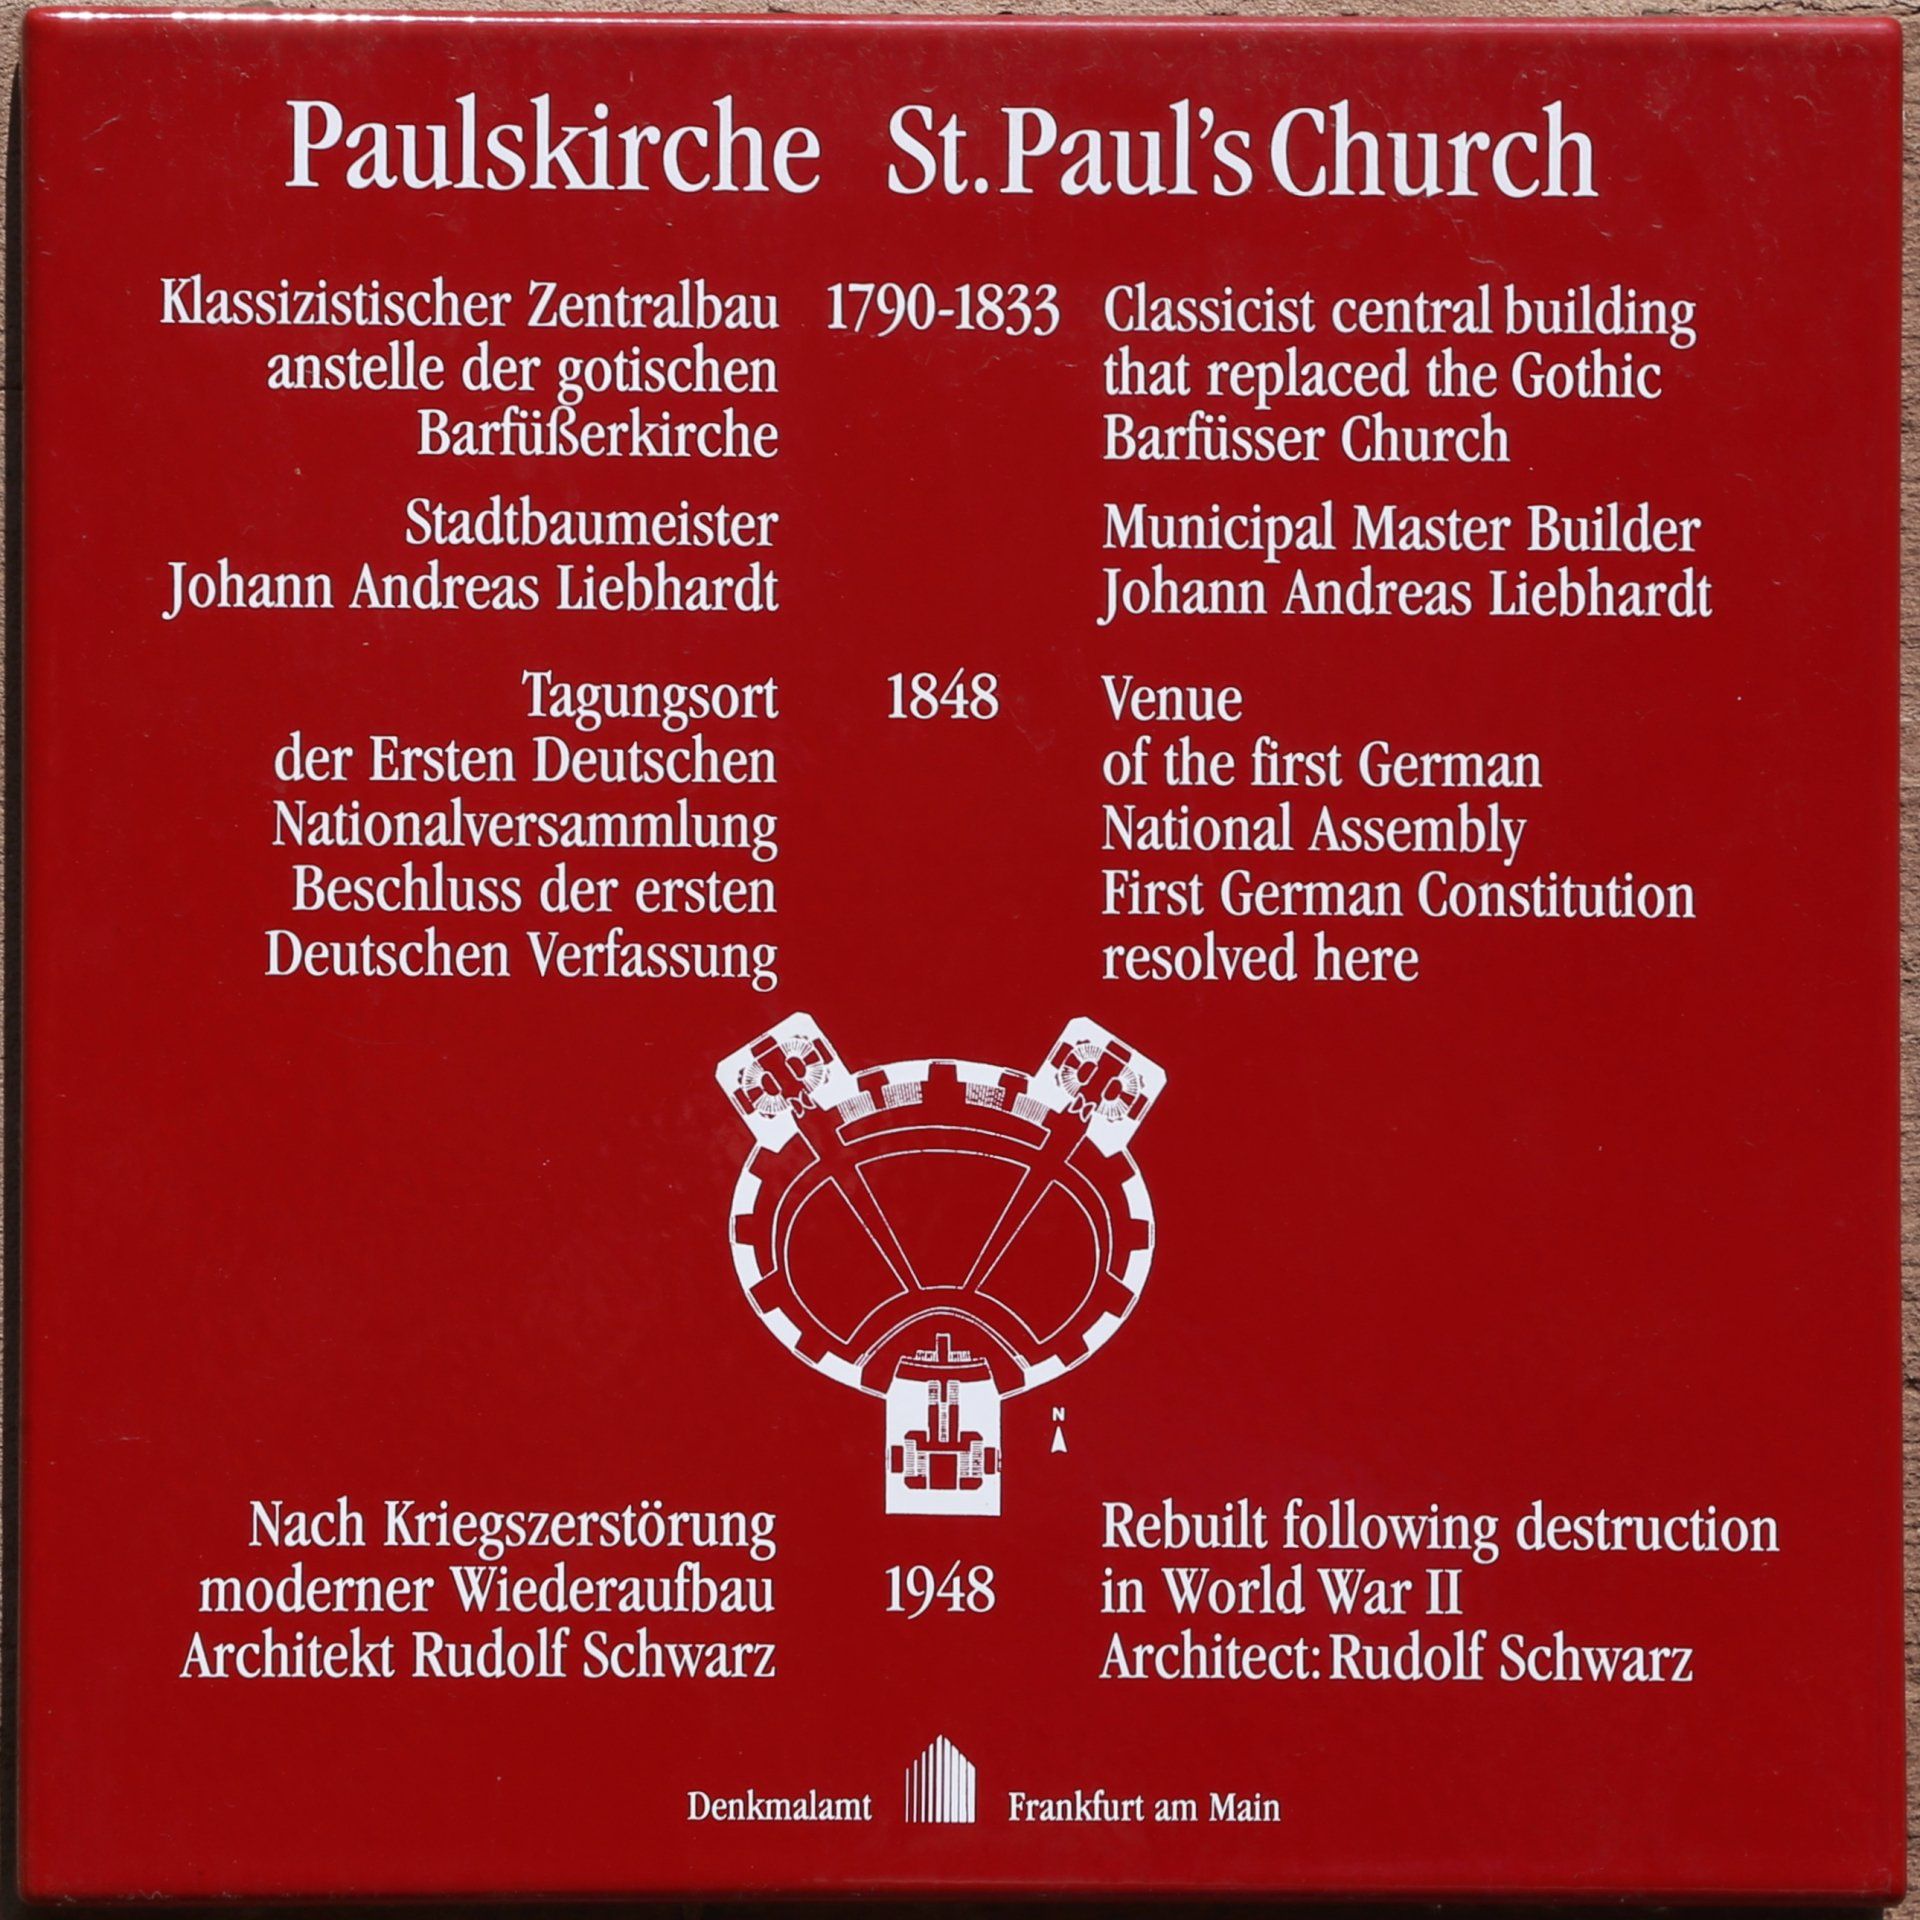 Paulskirche St. Paul's Church
Klassizistischer Zentralbau
anstelle der gotischen
Barfüßerkirche
Stadtbaumeister
Johann Andreas Liebhardt
1790-1833
Classicist central building
that replaced the Gothic
Barfüsser Church
Municipal Master Builder
Johann Andreas Liebhardt
Tagungsort
der Ersten Deutschen
Nationalversammlung
Beschluss der ersten
Deutschen Verfassung
1848
Venue
of the first German
National Assembly
First German Constitution
resolved here
N
Nach Kriegszerstörung
moderner Wiederaufbau
Architekt Rudolf Schwarz
1948
Rebuilt following destruction
in World War II
Architect: Rudolf Schwarz
Denkmalamt Frankfurt am Main